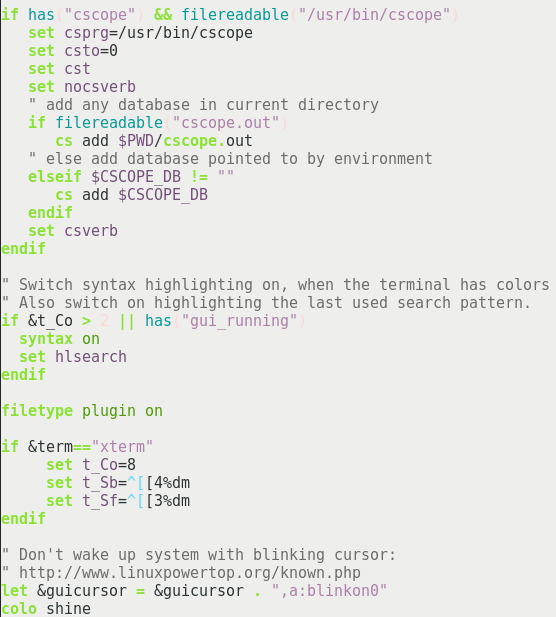 if has("cscope") && filereadable("/usr/bin/cscope")
   set csprg=/usr/bin/cscope
   set csto=0
   set cst
   set nocsverb
   " add any database in current directory
   if filereadable("cscope.out")
      cs add $PWD/cscope.out
   " else add database pointed to by environment
   elseif $CSCOPE_DB != ""
      cs add $CSCOPE_DB
   endif
   set csverb
endif

" Switch syntax highlighting on, when the terminal has colors
" Also switch on highlighting the last used search pattern.
if &t_Co > 2 || has("gui_running")
  syntax on
  set hlsearch
endif

filetype plugin on

if &term=="xterm"
     set t_Co=8
     set t_Sb=^[[4%dm
     set t_Sf=^[[3%dm
endif

" Don't wake up system with blinking cursor:
" http://www.linuxpowertop.org/known.php
let &guicursor = &guicursor . ",a:blinkon0"
colo shine